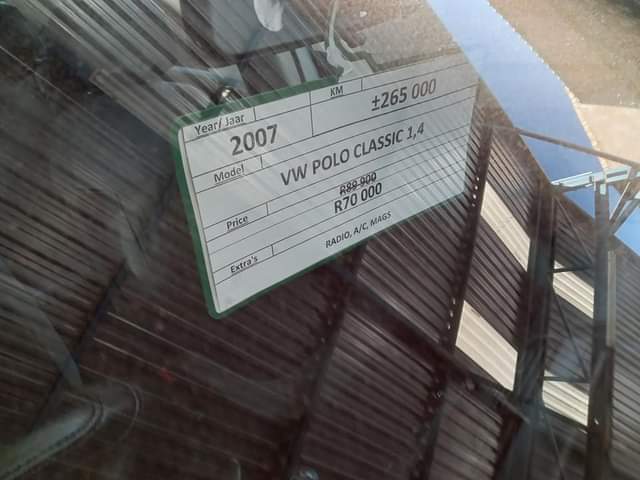 Year/ Jaar
2007
KM
±265 000
Model
VW POLO CLASSIC 1,4
Price
R89 900
R70 000
Extra's
RADIO, A/C, MAGS